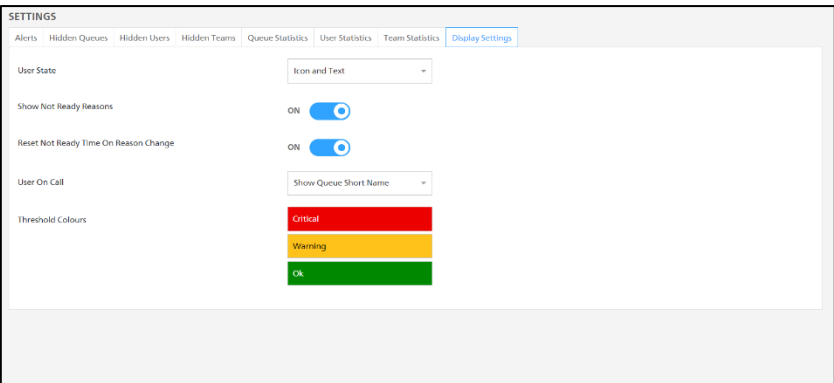 SETTINGS
Alerts Hidden Queues Hidden Users Hidden Teams Queue Statistics User Statistics Team Statistics Display Settings
User State Icon and Text
Show Not Ready Reasons ON
Reset Not Ready Time On Reason Change ON
User On Call Show Queue Short Name
Threshold Colours Critical
Warning
Ok